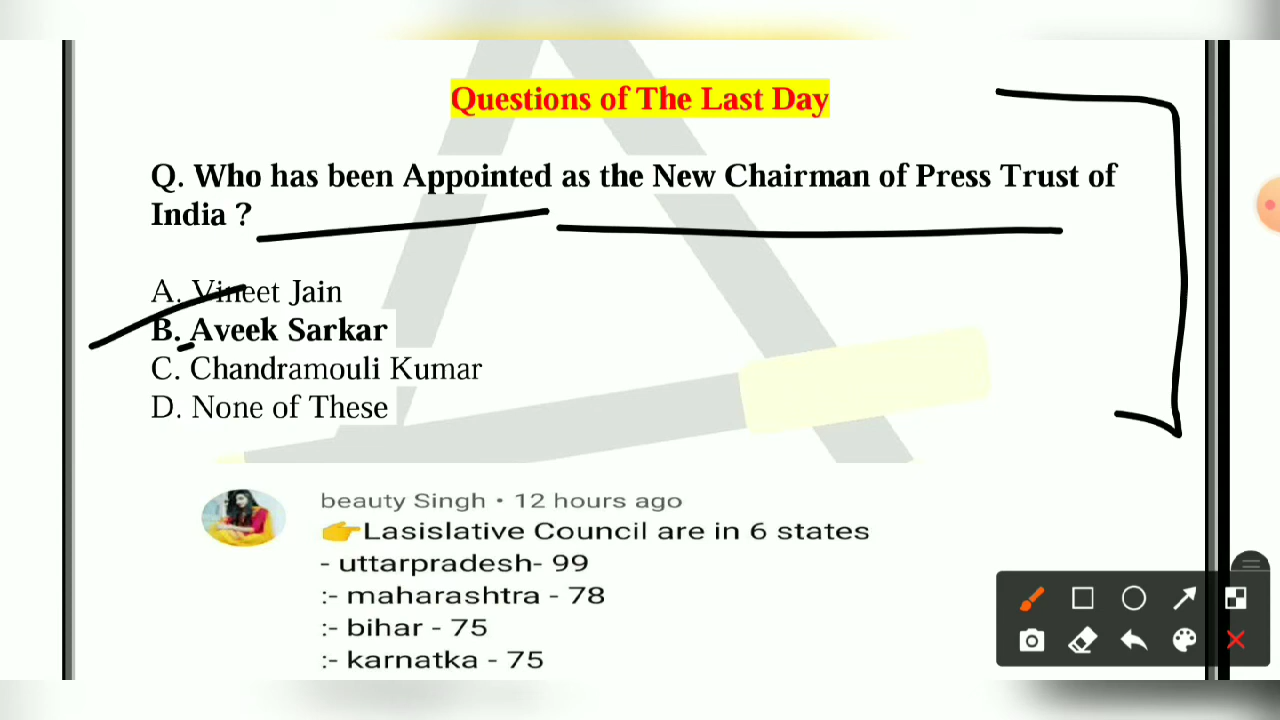 Questions of The Last Day
Q. Who has been Appointed as the New Chairman of Press Trust of
India ?
A. Vineet Jain
B. Aveek Sarkar
C. Chandramouli Kumar
D. None of These
beauty Singh • 12 hours ago
👉Lasislative Council are in 6 states
- uttarpradesh- 99
:- maharashtra - 78
:- bihar - 75
:- karnatka - 75